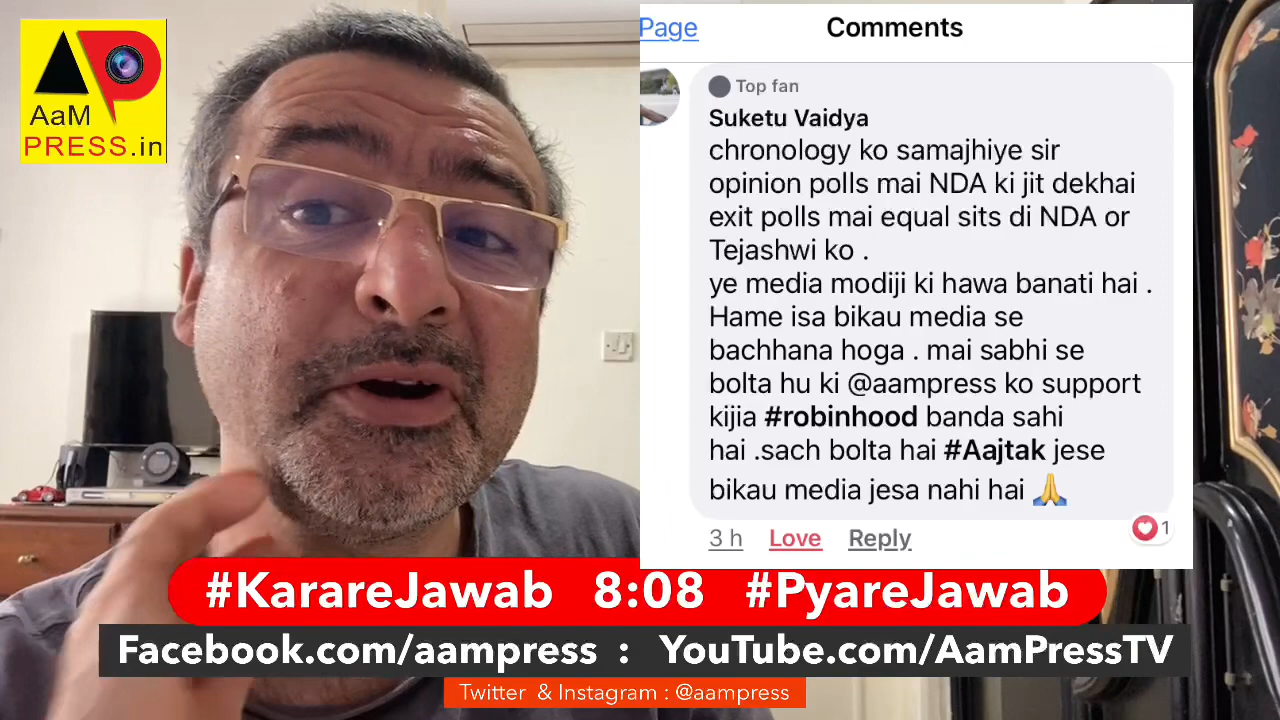 AP
AaM
PRESS.in
Page
Comments
Top fan
Suketu Vaidya
chronology ko samajhiye sir
opinion polls mai NDA ki jit dekhai
exit polls mai equal sits di NDA or
Tejashwi ko .
ye media modiji ki hawa banati hai .
Hame isa bikau media se
bachhana hoga . mai sabhi se
bolta hu ki @aampress ko support
kijia #robinhood banda sahi
hai .sach bolta hai #Aajtak jese
bikau media jesa nahi hai 🙏
3 h Love Reply 1
#KarareJawab 8:08 #PyareJawab
Facebook.com/aampress : YouTube.com/AamPressTV
Twitter & Instagram : @aampress